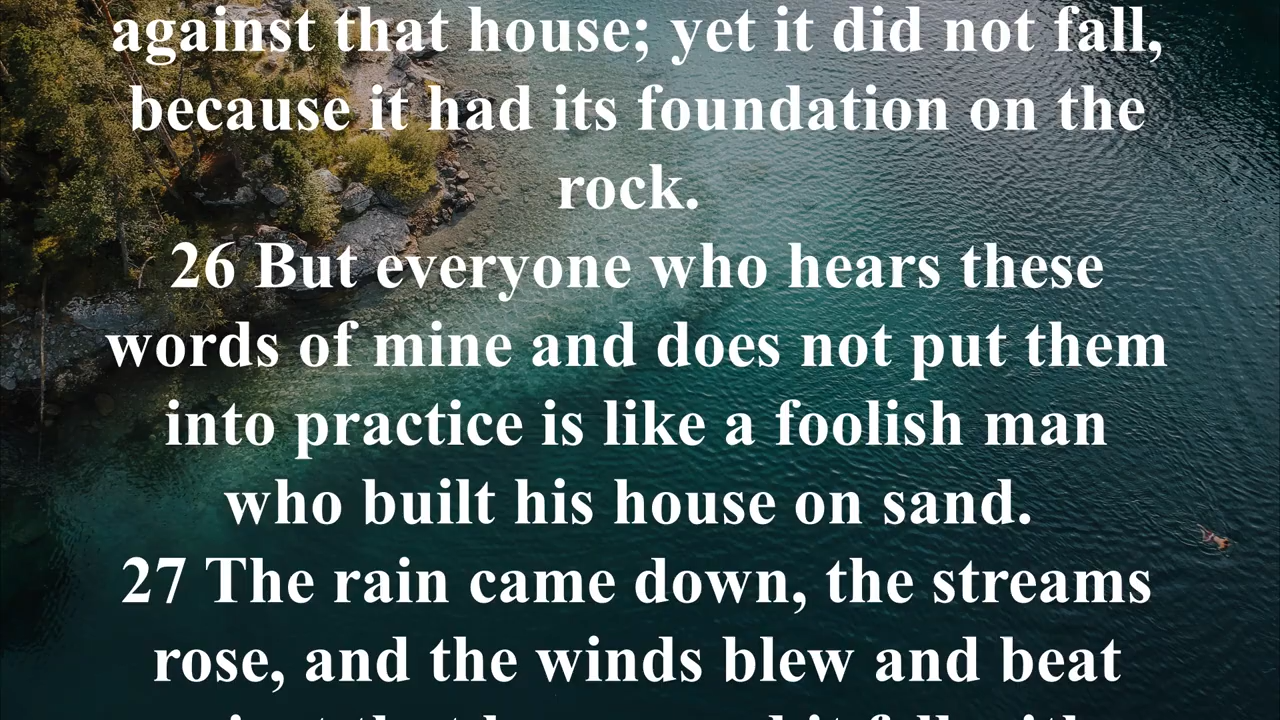 against that house; yet it did not fall,
because it had its foundation on the
rock.
26 But everyone who hears these
words of mine and does not put them
into practice is like a foolish man
who built his house on sand.
27 The rain came down, the streams
rose, and the winds blew and beat